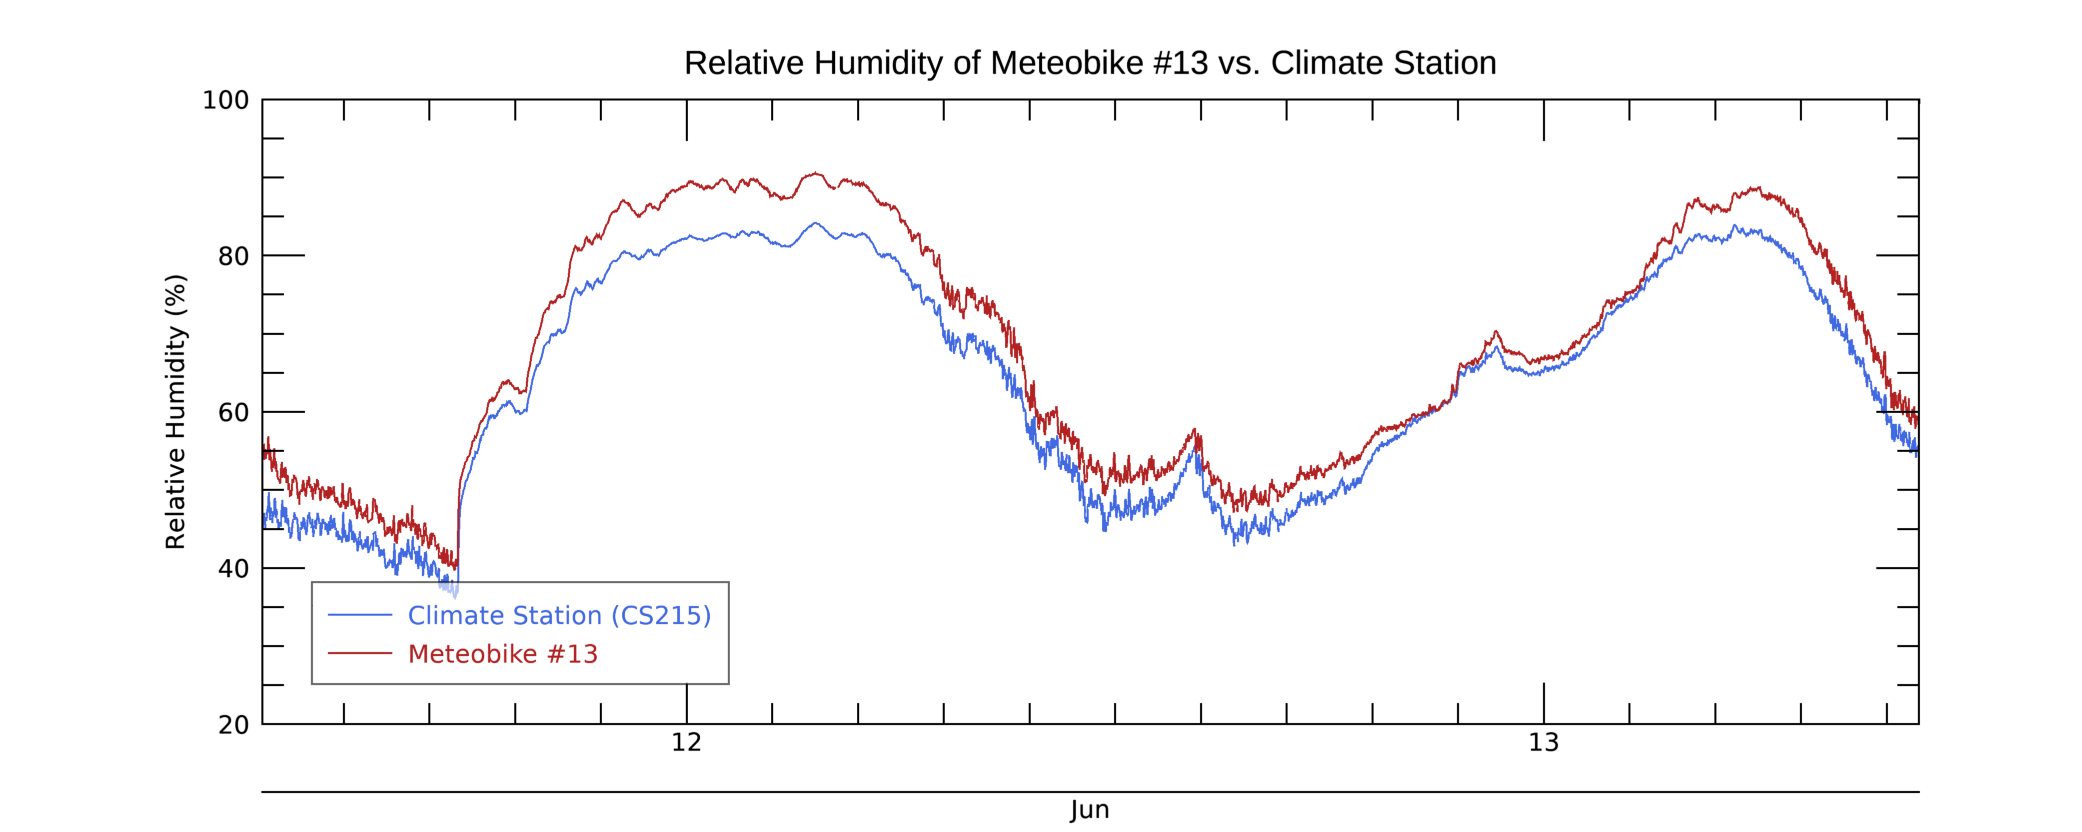 Relative Humidity of Meteobike #13 vs. Climate Station
100
80
60
40
20
Relative Humidity (%)
Climate Station (CS215)
Meteobike #13
12
13
Jun